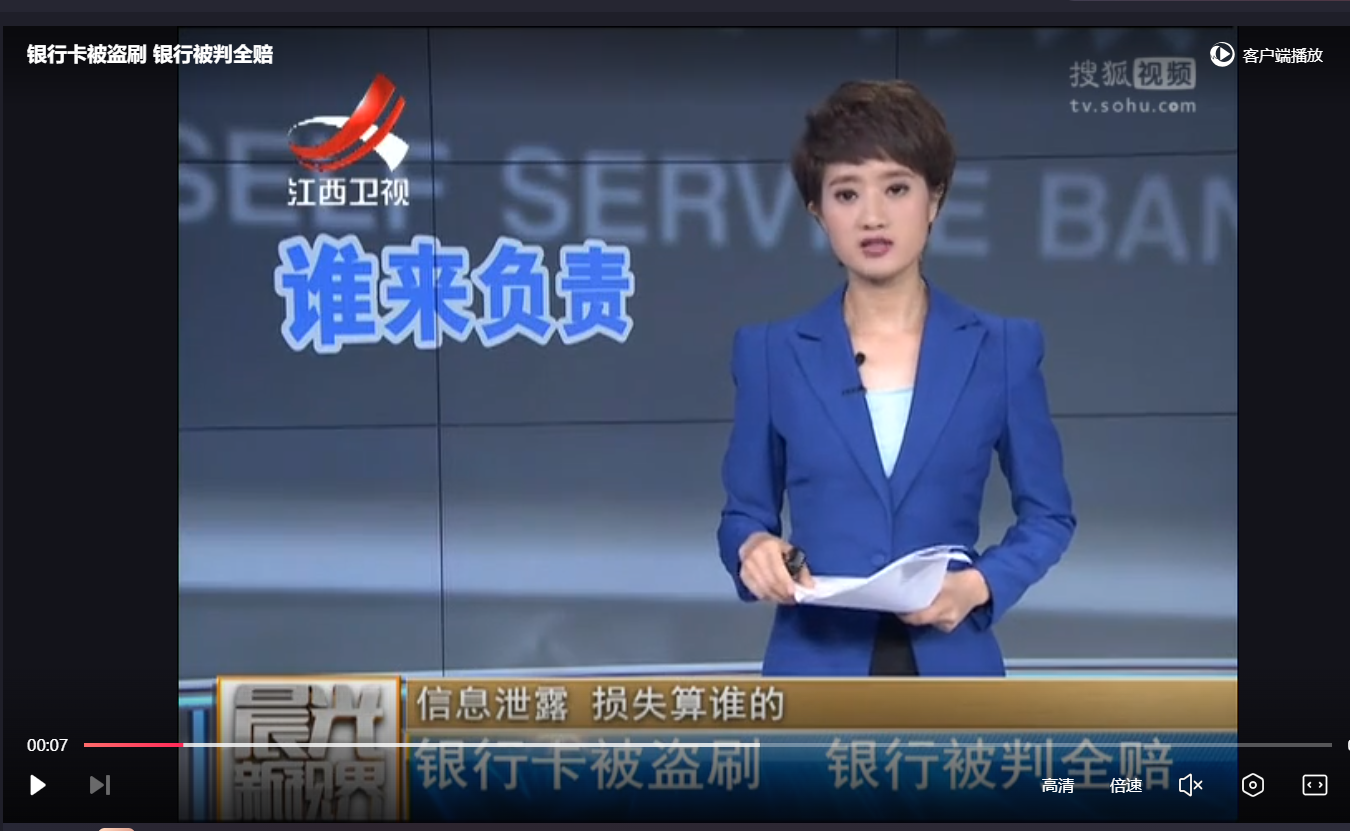 银行卡被盗刷 银行被判全赔
客户端播放
搜狐视频
tv.sohu.com
江西卫视
SELF SERVICE BAN
谁来负责
晨光
新视界
信息泄露 损失算谁的
银行卡被盗刷 银行被判全赔
00:07
高清
倍速